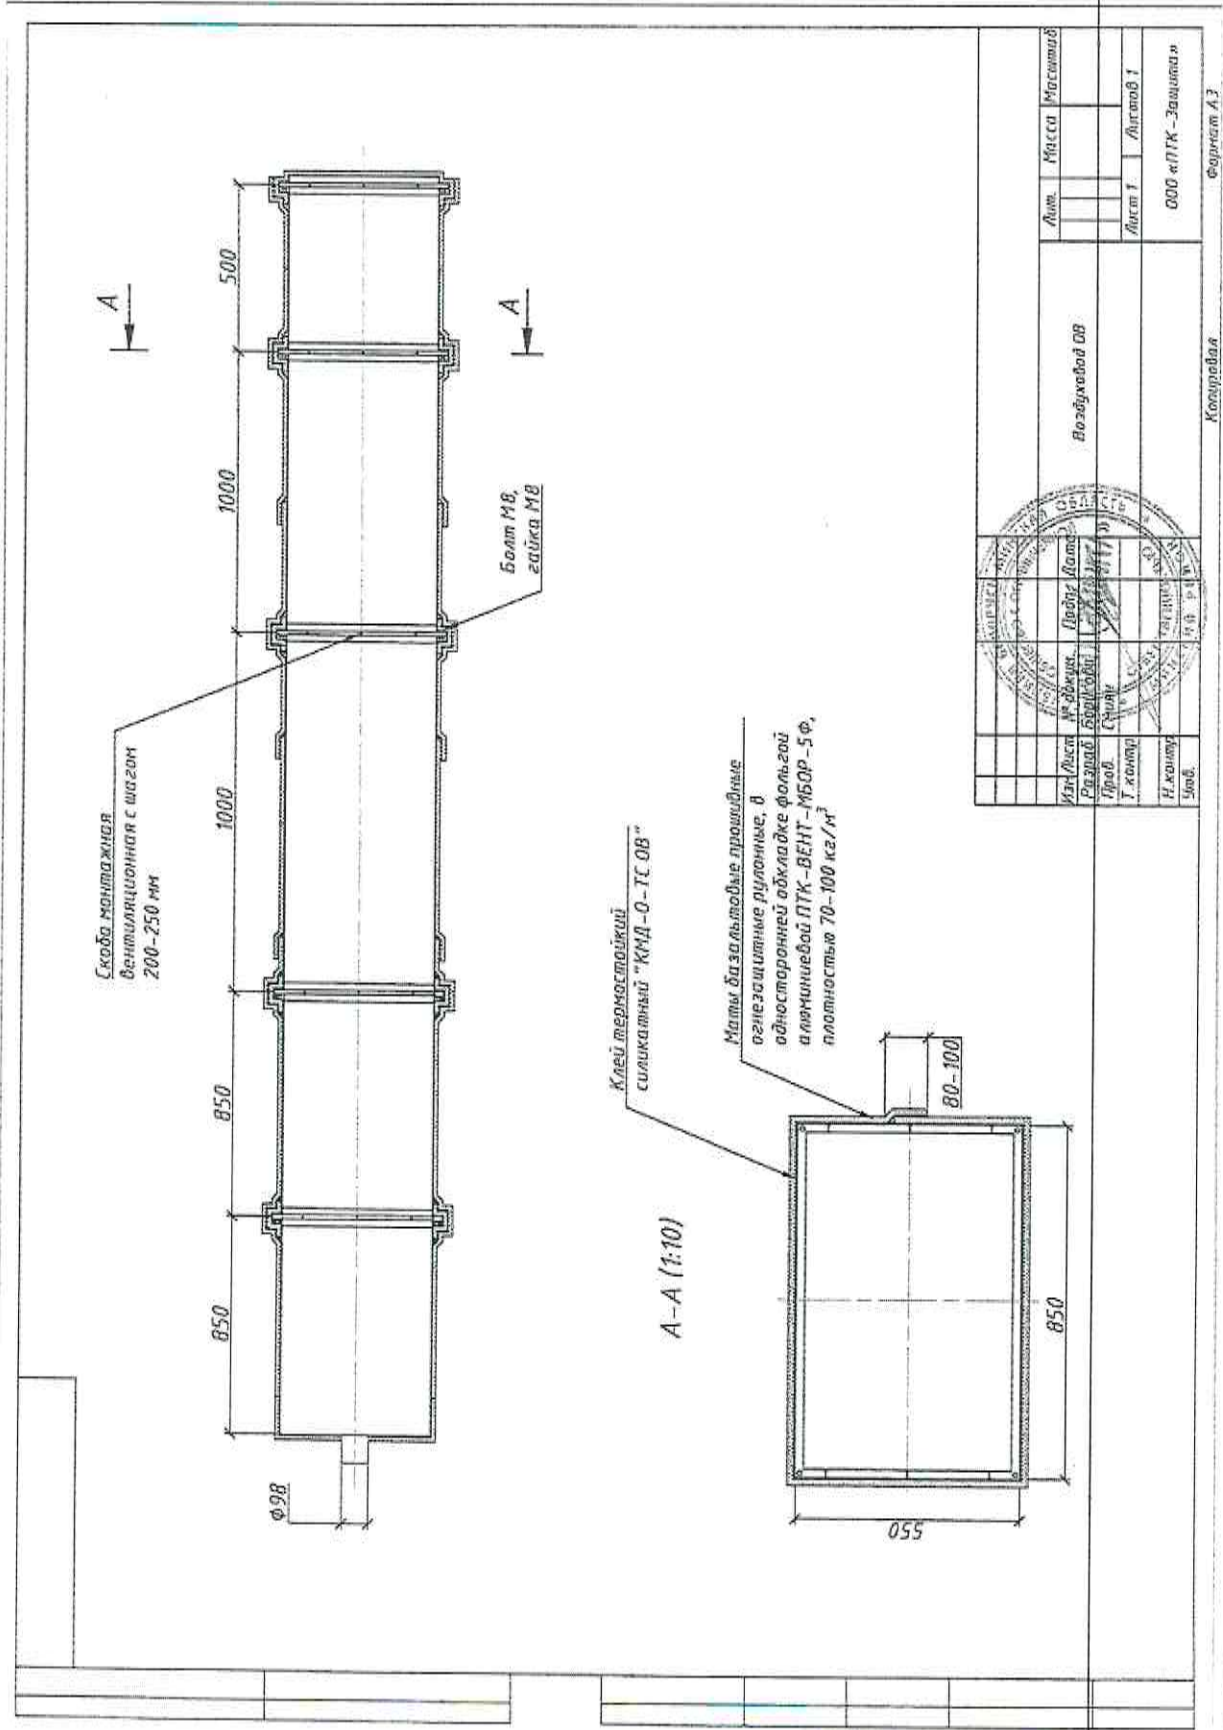 Скоба монтажная
вентиляционная с шагом
200-250 мм
А
А
850
850
1000
1000
500
Ф98
Болт М8,
гайка М8
Клей термостойкий
силикатный "КМД-О-ТС ОВ"
А-А (1:10)
Маты базальтовые прошивные
огнезащитные рулонные, в
односторонней обкладке фольгой
алюминиевой ПТК-ВЕНТ-МБОР-5Ф,
плотностью 70-100 кг/м³
80-100
550
850
Изм Лист № докум. Подп. Дата
Разраб
Пров.
Т. контр
Н. контр
Утв.
Воздуховод ОВ
Лит. Масса Масштаб
Лист 1 Листов 1
ООО «ПТК-Защита»
Копировал Формат А3